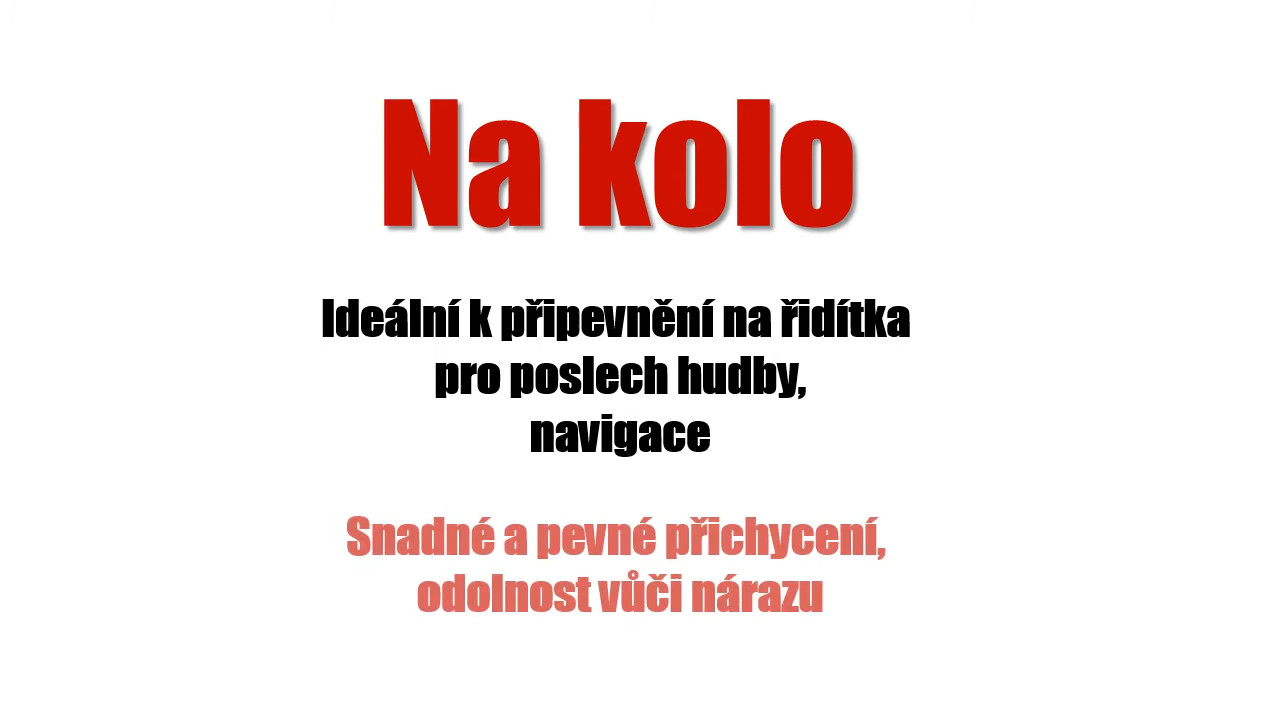 Na kolo
Ideální k připevnění na řidítka
pro poslech hudby,
navigace
Snadné a pevné přichycení,
odolnost vůči nárazu